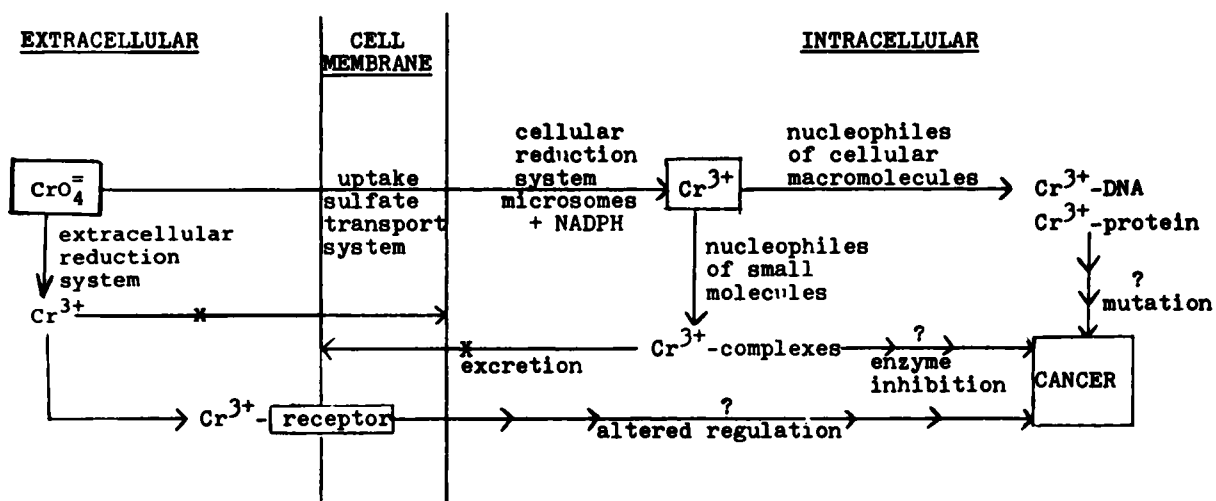 EXTRACELLULAR
CELL
MEMBRANE
INTRACELLULAR
CrO₄⁼
uptake
sulfate
transport
system
cellular
reduction
system
microsomes
+ NADPH
Cr³⁺
nucleophiles
of cellular
macromolecules
Cr³⁺-DNA
Cr³⁺-protein
extracellular
reduction
system
nucleophiles
of small
molecules
?
mutation
Cr³⁺
x
x
excretion
Cr³⁺-complexes
?
enzyme
inhibition
CANCER
Cr³⁺-receptor
?
altered regulation